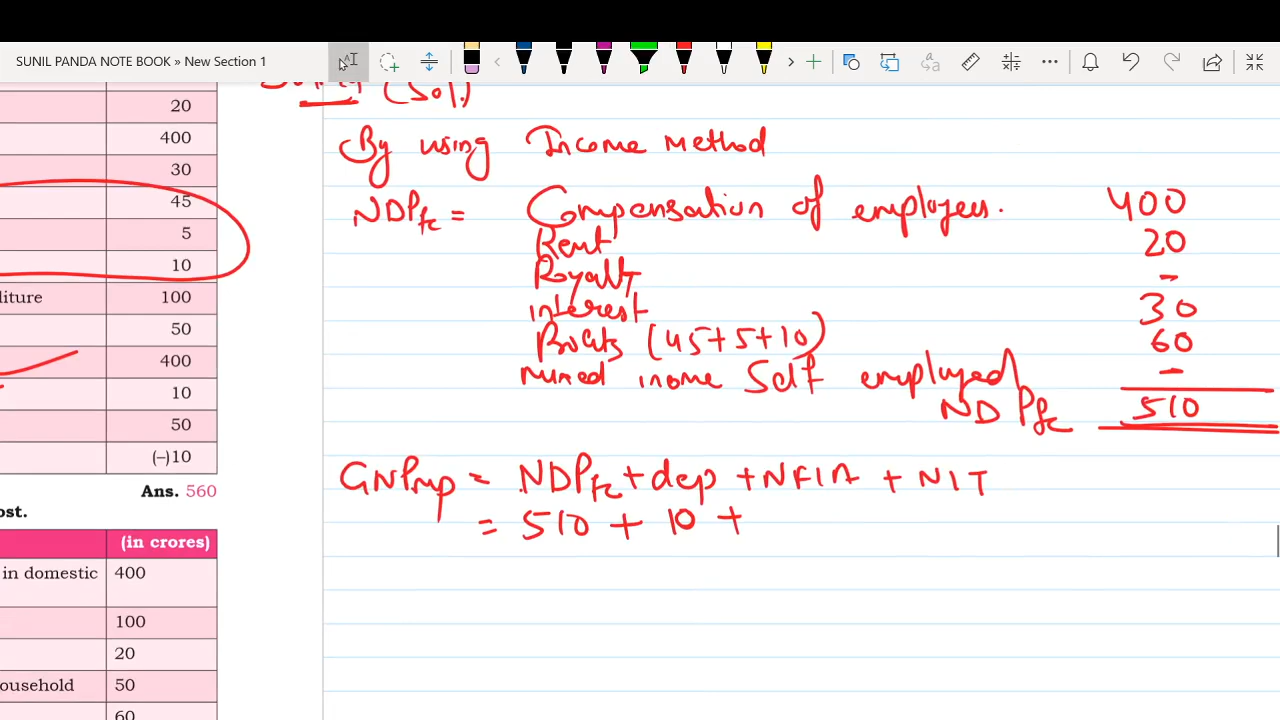 SUNIL PANDA NOTE BOOK » New Section 1
(Sol)
By using Income method
NDPfc = Compensation of employees. 400
Rent 20
Royalty -
interest 30
Profits (45+5+10) 60
mixed inome Self employed -
NDPfc 510
GNPmp = NDPfc + dep + NFIA + NIT
= 510 + 10 +
20
400
30
45
5
10
liture 100
50
400
10
50
(–)10
Ans. 560
ost.
(in crores)
in domestic 400
100
20
ousehold 50
60